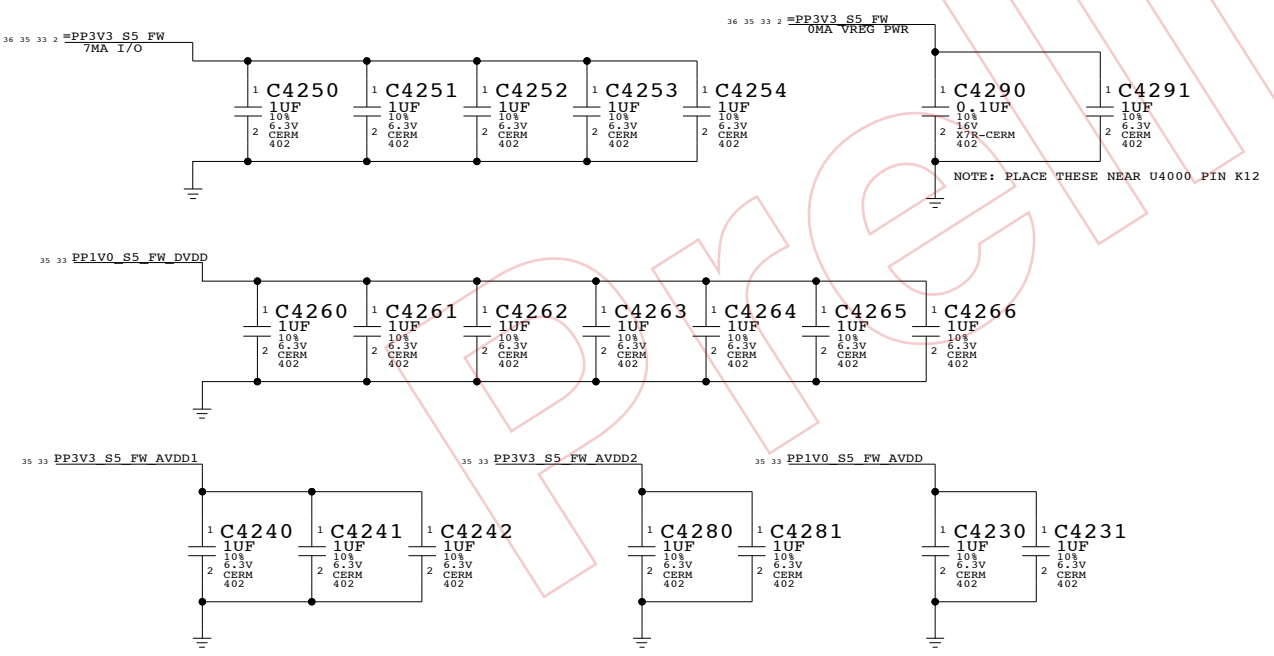 36 35 33 2 =PP3V3_S5_FW
7MA I/O
36 35 33 2 =PP3V3_S5_FW
0MA VREG PWR
1 C4250
1UF
10%
6.3V
2 CERM
402
1 C4251
1UF
10%
6.3V
2 CERM
402
1 C4252
1UF
10%
6.3V
2 CERM
402
1 C4253
1UF
10%
6.3V
2 CERM
402
1 C4254
1UF
10%
6.3V
2 CERM
402
1 C4290
0.1UF
10%
16V
2 X7R-CERM
402
1 C4291
1UF
10%
6.3V
2 CERM
402
NOTE: PLACE THESE NEAR U4000 PIN K12
35 33 PP1V0_S5_FW_DVDD
1 C4260
1UF
10%
6.3V
2 CERM
402
1 C4261
1UF
10%
6.3V
2 CERM
402
1 C4262
1UF
10%
6.3V
2 CERM
402
1 C4263
1UF
10%
6.3V
2 CERM
402
1 C4264
1UF
10%
6.3V
2 CERM
402
1 C4265
1UF
10%
6.3V
2 CERM
402
1 C4266
1UF
10%
6.3V
2 CERM
402
35 33 PP3V3_S5_FW_AVDD1
35 33 PP3V3_S5_FW_AVDD2
35 33 PP1V0_S5_FW_AVDD
1 C4240
1UF
10%
6.3V
2 CERM
402
1 C4241
1UF
10%
6.3V
2 CERM
402
1 C4242
1UF
10%
6.3V
2 CERM
402
1 C4280
1UF
10%
6.3V
2 CERM
402
1 C4281
1UF
10%
6.3V
2 CERM
402
1 C4230
1UF
10%
6.3V
2 CERM
402
1 C4231
1UF
10%
6.3V
2 CERM
402